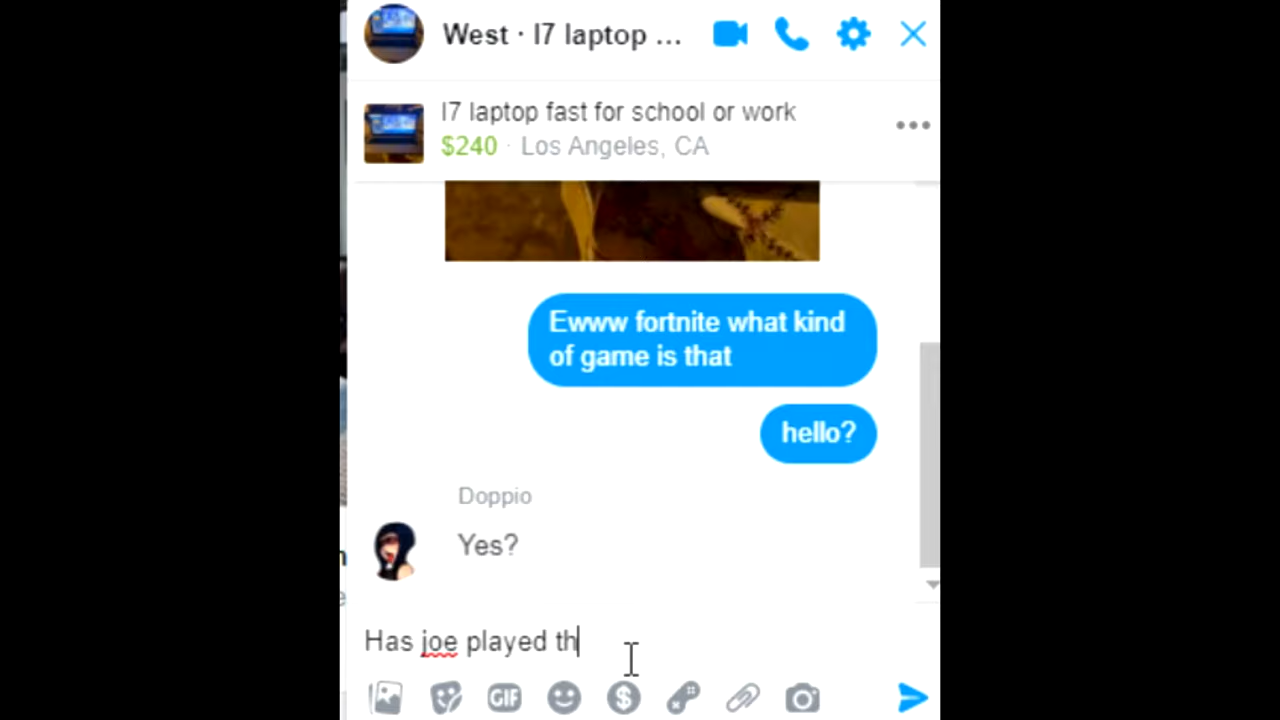 West · I7 laptop ...
I7 laptop fast for school or work
$240 · Los Angeles, CA
Ewww fortnite what kind
of game is that
hello?
Doppio
Yes?
Has joe played th
GIF